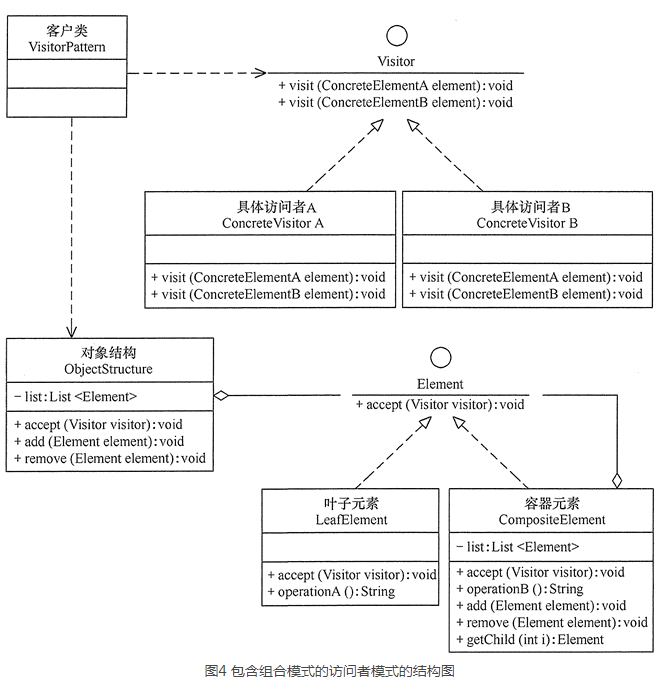 客户类
VisitorPattern
Visitor
+ visit (ConcreteElementA element):void
+ visit (ConcreteElementB element):void
具体访问者A
ConcreteVisitor A
+ visit (ConcreteElementA element):void
+ visit (ConcreteElementB element):void
具体访问者B
ConcreteVisitor B
+ visit (ConcreteElementA element):void
+ visit (ConcreteElementB element):void
对象结构
ObjectStructure
− list:List <Element>
+ accept (Visitor visitor):void
+ add (Element element):void
+ remove (Element element):void
Element
+ accept (Visitor visitor):void
叶子元素
LeafElement
+ accept (Visitor visitor):void
+ operationA ():String
容器元素
CompositeElement
− list:List <Element>
+ accept (Visitor visitor):void
+ operationB ():String
+ add (Element element):void
+ remove (Element element):void
+ getChild (int i):Element
图4 包含组合模式的访问者模式的结构图